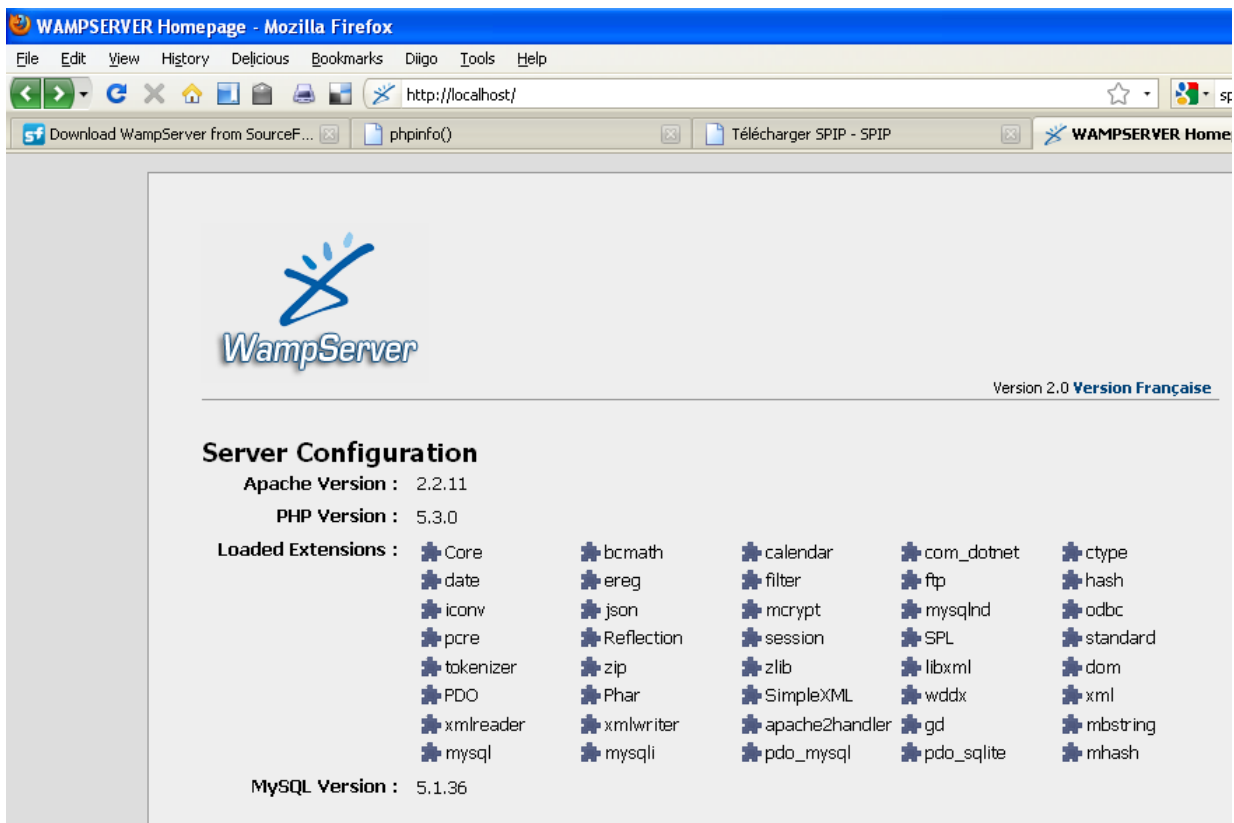 WAMPSERVER Homepage - Mozilla Firefox
File Edit View History Delicious Bookmarks Diigo Tools Help
http://localhost/ sp
sf Download WampServer from SourceF... phpinfo() Télécharger SPIP - SPIP WAMPSERVER Home
WampServer
Version 2.0 Version Française
Server Configuration
Apache Version : 2.2.11
PHP Version : 5.3.0
Loaded Extensions : Core bcmath calendar com_dotnet ctype
date ereg filter ftp hash
iconv json mcrypt mysqlnd odbc
pcre Reflection session SPL standard
tokenizer zip zlib libxml dom
PDO Phar SimpleXML wddx xml
xmlreader xmlwriter apache2handler gd mbstring
mysql mysqli pdo_mysql pdo_sqlite mhash
MySQL Version : 5.1.36